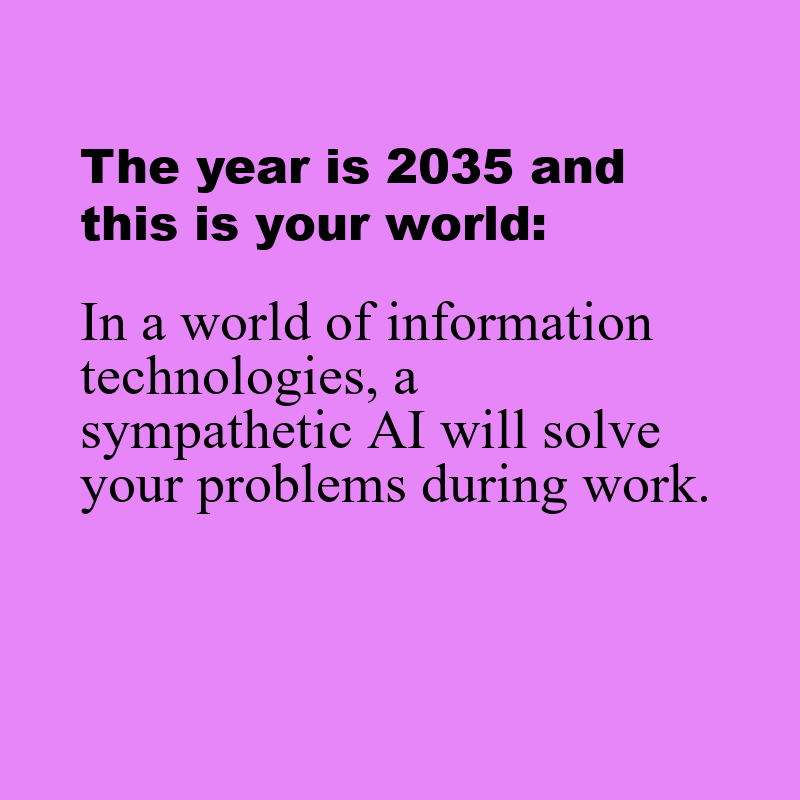 The year is 2035 and
this is your world:
In a world of information
technologies, a
sympathetic AI will solve
your problems during work.